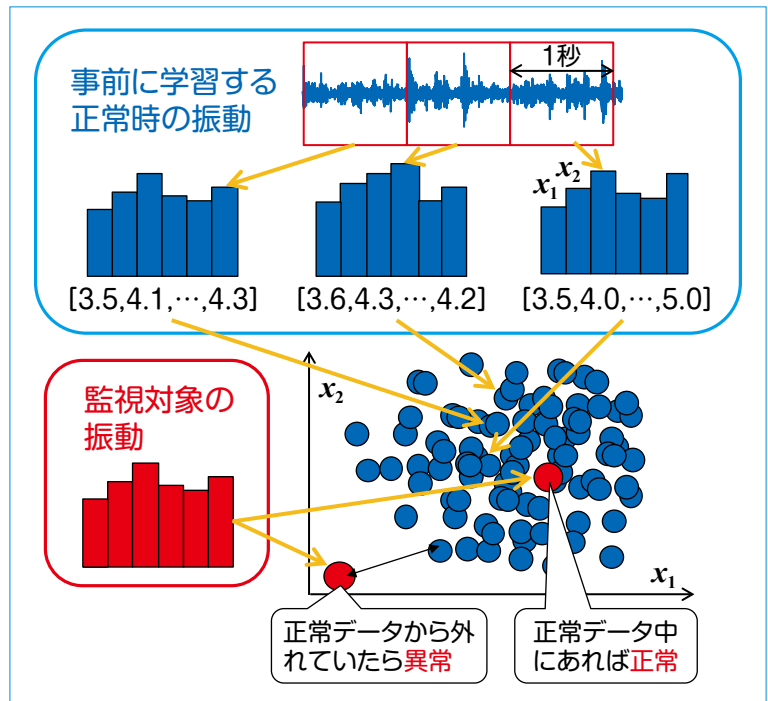 事前に学習する
正常時の振動
1秒
x1
x2
[3.5,4.1,…,4.3]
[3.6,4.3,…,4.2]
[3.5,4.0,…,5.0]
監視対象の
振動
x2
x1
正常データから外
れていたら異常
正常データ中
にあれば正常